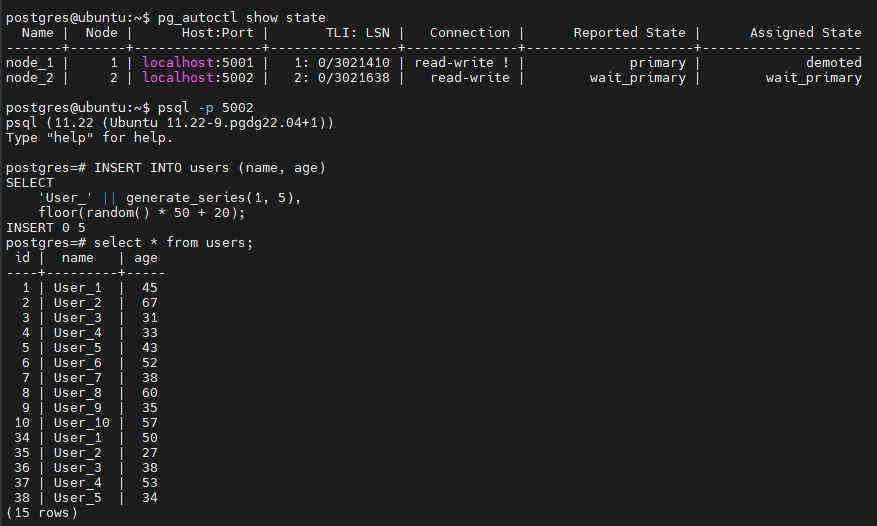 postgres@ubuntu:~$ pg_autoctl show state
  Name |  Node |      Host:Port |       TLI: LSN |   Connection |      Reported State |      Assigned State
-------+-------+----------------+----------------+--------------+---------------------+--------------------
node_1 |     1 | localhost:5001 |   1: 0/3021410 | read-write ! |             primary |             demoted
node_2 |     2 | localhost:5002 |   2: 0/3021638 |   read-write |        wait_primary |        wait_primary
postgres@ubuntu:~$ psql -p 5002
psql (11.22 (Ubuntu 11.22-9.pgdg22.04+1))
Type "help" for help.
postgres=# INSERT INTO users (name, age)
SELECT
    'User_' || generate_series(1, 5),
    floor(random() * 50 + 20);
INSERT 0 5
postgres=# select * from users;
 id |  name   | age
----+---------+-----
  1 | User_1  |  45
  2 | User_2  |  67
  3 | User_3  |  31
  4 | User_4  |  33
  5 | User_5  |  43
  6 | User_6  |  52
  7 | User_7  |  38
  8 | User_8  |  60
  9 | User_9  |  35
 10 | User_10 |  57
 34 | User_1  |  50
 35 | User_2  |  27
 36 | User_3  |  38
 37 | User_4  |  53
 38 | User_5  |  34
(15 rows)